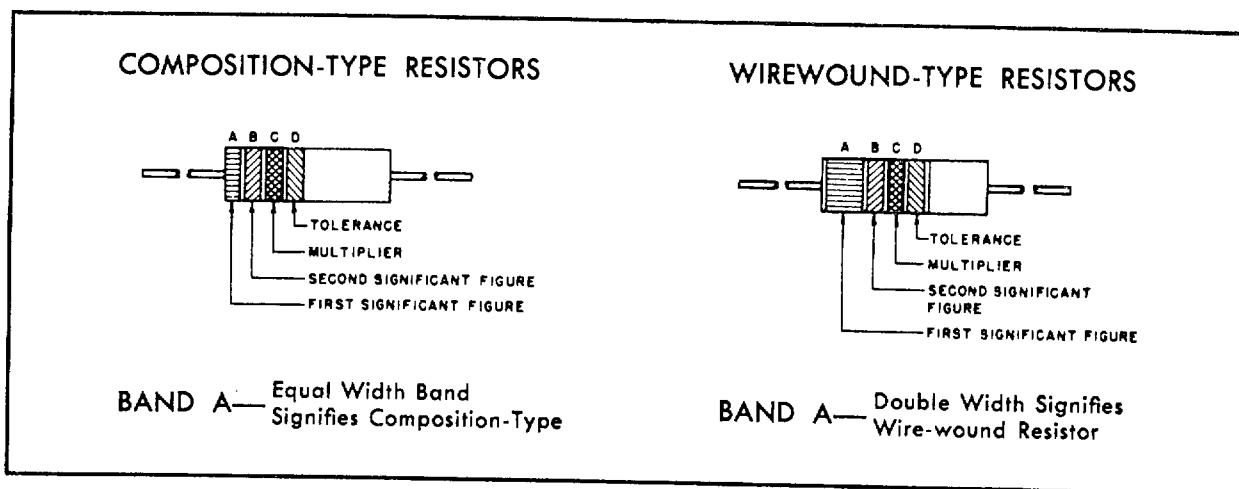 COMPOSITION-TYPE RESISTORS
A B C D
TOLERANCE
MULTIPLIER
SECOND SIGNIFICANT FIGURE
FIRST SIGNIFICANT FIGURE
BAND A— Equal Width Band
Signifies Composition-Type
WIREWOUND-TYPE RESISTORS
A B C D
TOLERANCE
MULTIPLIER
SECOND SIGNIFICANT
FIGURE
FIRST SIGNIFICANT FIGURE
BAND A— Double Width Signifies
Wire-wound Resistor